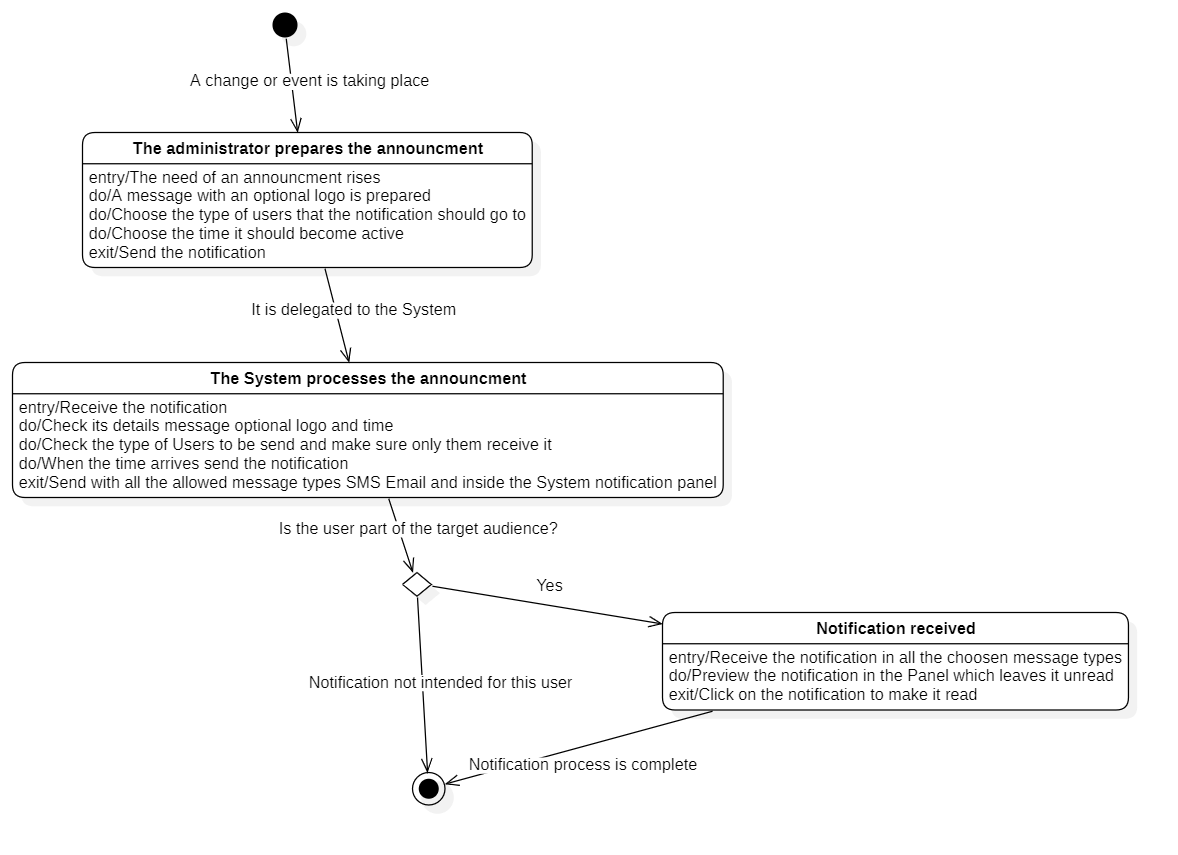 A change or event is taking place
The administrator prepares the announcment
entry/The need of an announcment rises
do/A message with an optional logo is prepared
do/Choose the type of users that the notification should go to
do/Choose the time it should become active
exit/Send the notification
It is delegated to the System
The System processes the announcment
entry/Receive the notification
do/Check its details message optional logo and time
do/Check the type of Users to be send and make sure only them receive it
do/When the time arrives send the notification
exit/Send with all the allowed message types SMS Email and inside the System notification panel
Is the user part of the target audience?
Yes
Notification received
entry/Receive the notification in all the choosen message types
do/Preview the notification in the Panel which leaves it unread
exit/Click on the notification to make it read
Notification not intended for this user
Notification process is complete